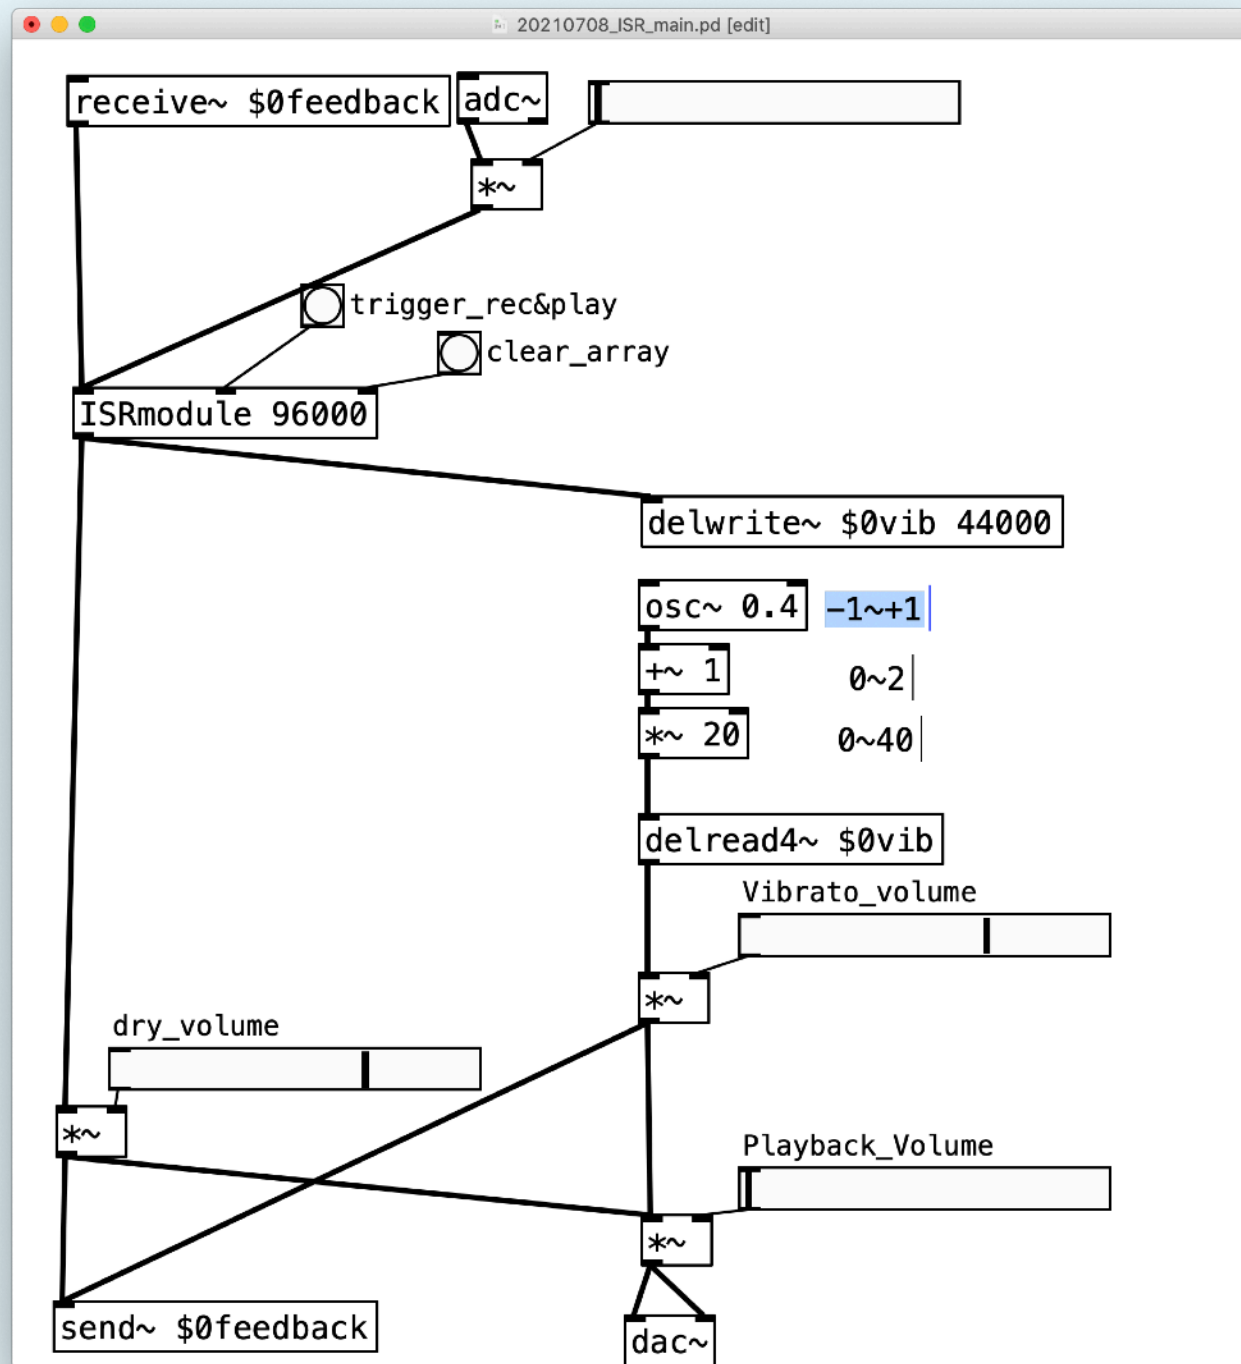 20210708_ISR_main.pd [edit]
receive~ $0feedback
adc~
*~
trigger_rec&play
clear_array
ISRmodule 96000
delwrite~ $0vib 44000
osc~ 0.4
-1~+1
+~ 1
0~2
*~ 20
0~40
delread4~ $0vib
Vibrato_volume
*~
dry_volume
*~
Playback_Volume
*~
send~ $0feedback
dac~